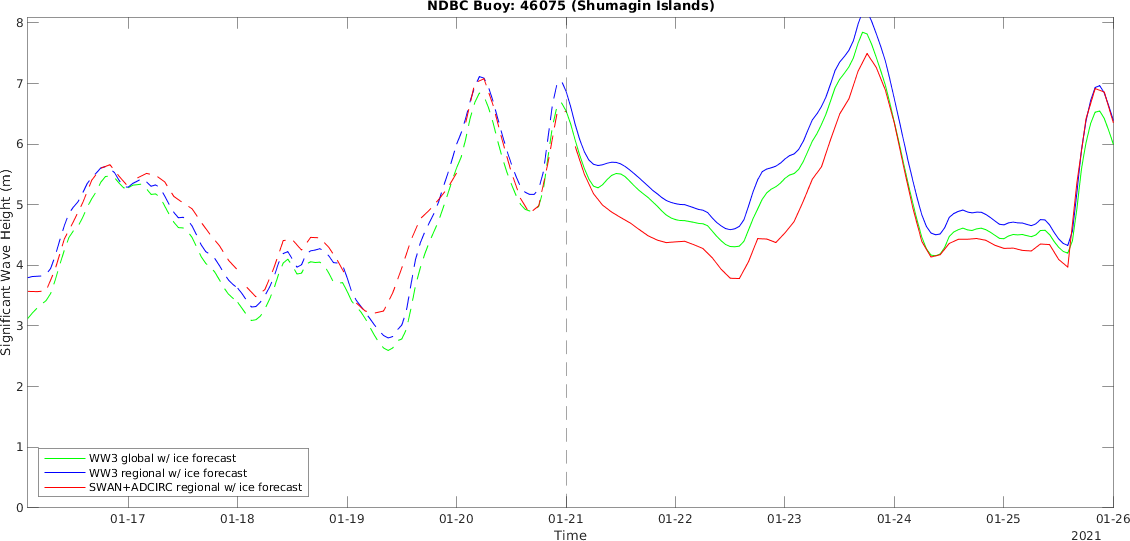 NDBC Buoy: 46075 (Shumagin Islands)
8
7
6
5
4
3
2
1
0
Significant Wave Height (m)
WW3 global w/ ice forecast
WW3 regional w/ ice forecast
SWAN+ADCIRC regional w/ ice forecast
01-17 01-18 01-19 01-20 01-21 01-22 01-23 01-24 01-25 01-26
Time
2021